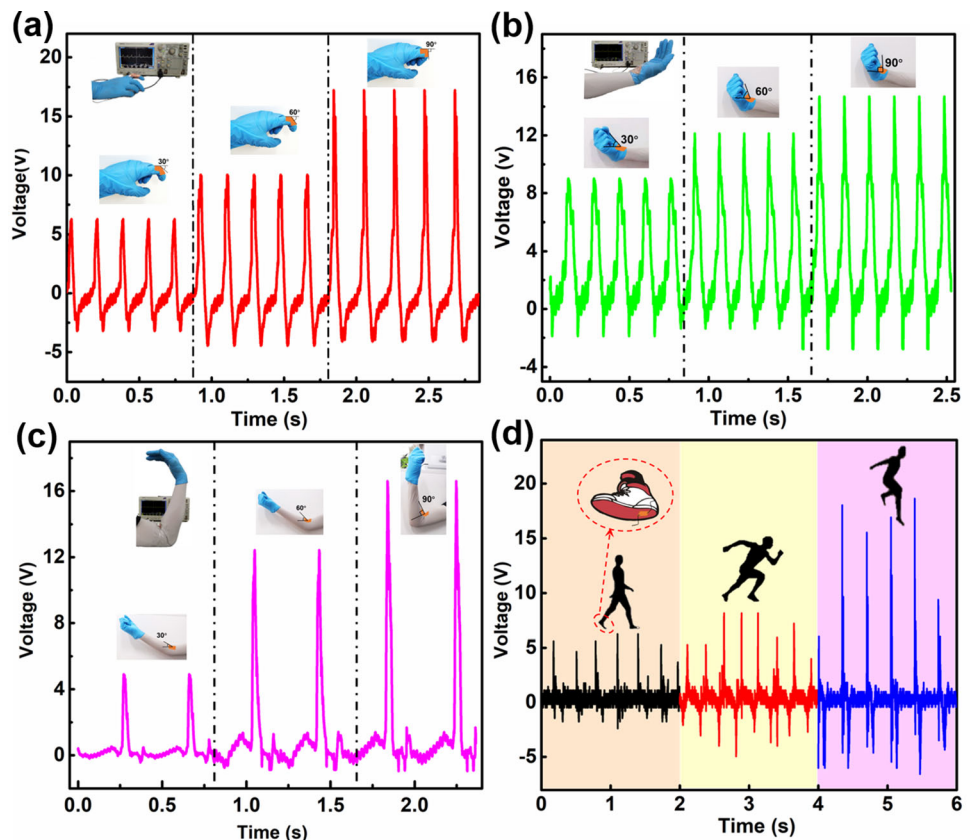 (a)
Voltage(v)
20
15
10
5
0
-5
30°
60°
90°
0.0 0.5 1.0 1.5 2.0 2.5
Time (s)
(b)
Voltage (v)
20
16
12
8
4
0
-4
30°
60°
90°
0.0 0.5 1.0 1.5 2.0 2.5
Time (s)
(c)
Voltage (V)
16
12
8
4
0
30°
60°
90°
0.0 0.5 1.0 1.5 2.0
Time (s)
(d)
Voltage (V)
20
15
10
5
0
-5
0 1 2 3 4 5 6
Time (s)